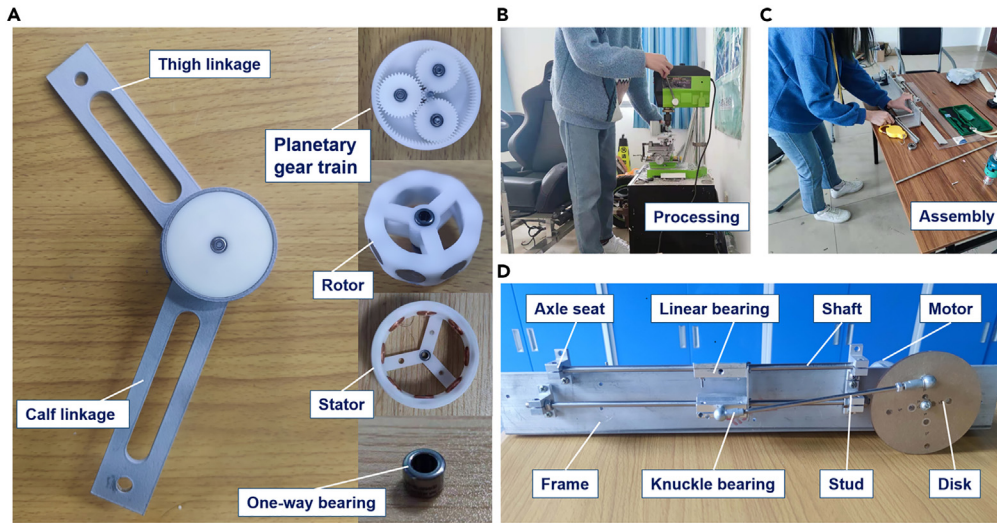 A
Thigh linkage
Planetary
gear train
Rotor
Stator
Calf linkage
One-way bearing
B
Processing
C
Assembly
D
Axle seat
Linear bearing
Shaft
Motor
Frame
Knuckle bearing
Stud
Disk